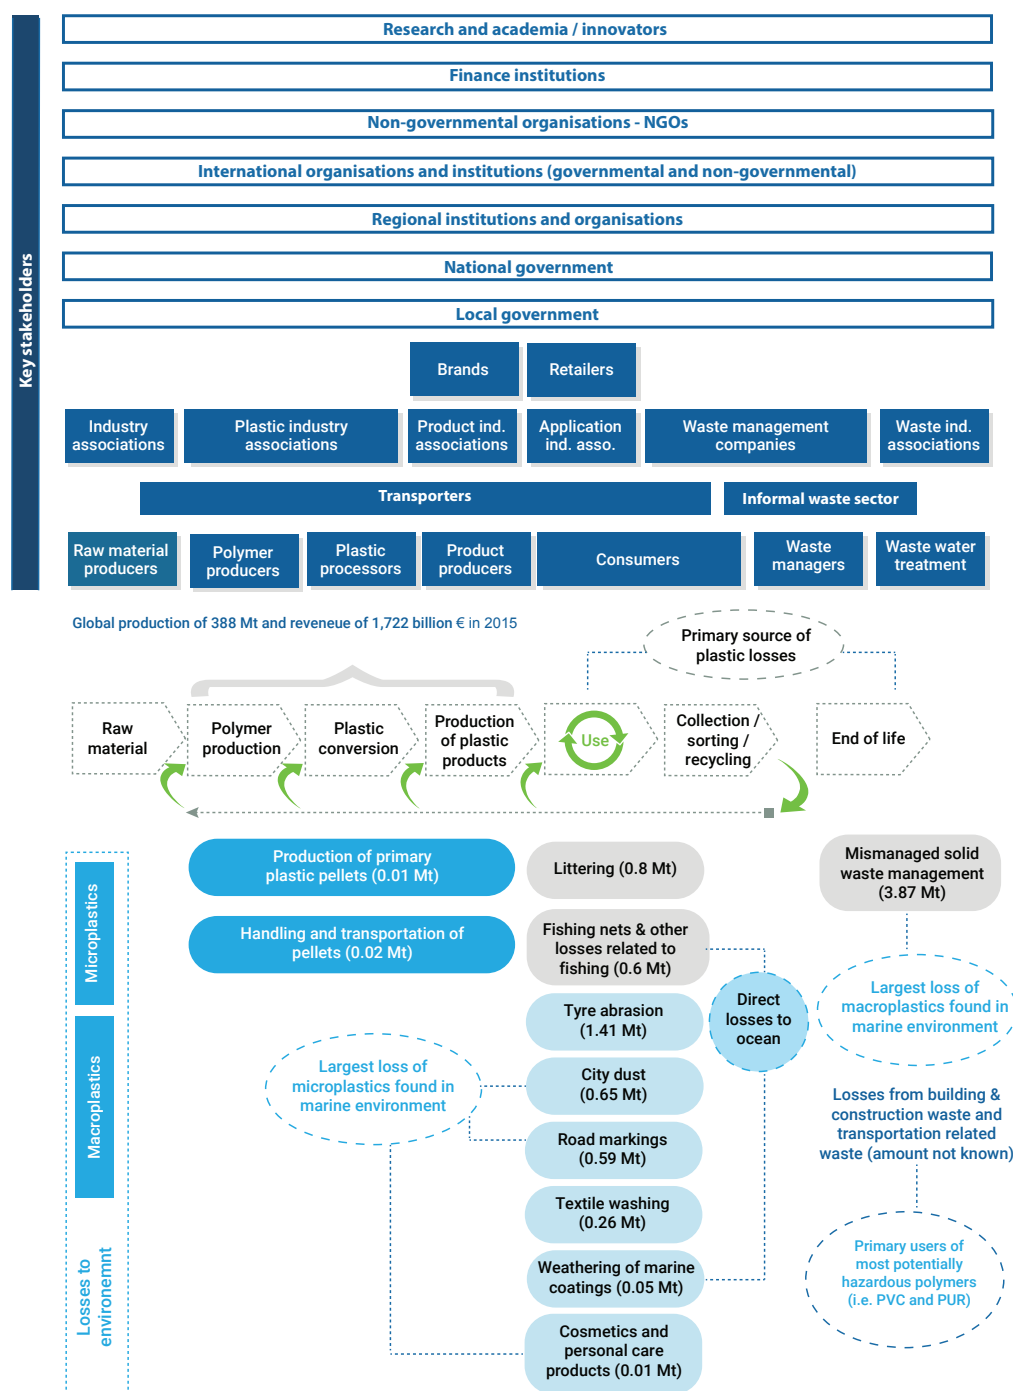 Key stakeholders
Research and academia / innovators
Finance institutions
Non-governmental organisations - NGOs
International organisations and institutions (governmental and non-governmental)
Regional institutions and organisations
National government
Local government
Brands
Retailers
Industry
associations
Plastic industry
associations
Product ind.
associations
Application
ind. asso.
Waste management
companies
Waste ind.
associations
Transporters
Informal waste sector
Raw material
producers
Polymer
producers
Plastic
processors
Product
producers
Consumers
Waste
managers
Waste water
treatment
Global production of 388 Mt and reveneue of 1,722 billion € in 2015
Primary source of
plastic losses
Raw
material
Polymer
production
Plastic
conversion
Production
of plastic
products
Use
Collection /
sorting /
recycling
End of life
Microplastics
Macroplastics
Losses to
environemnt
Production of primary
plastic pellets (0.01 Mt)
Handling and transportation of
pellets (0.02 Mt)
Largest loss of
microplastics found in
marine environment
Littering (0.8 Mt)
Fishing nets & other
losses related to
fishing (0.6 Mt)
Tyre abrasion
(1.41 Mt)
City dust
(0.65 Mt)
Road markings
(0.59 Mt)
Textile washing
(0.26 Mt)
Weathering of marine
coatings (0.05 Mt)
Cosmetics and
personal care
products (0.01 Mt)
Direct
losses to
ocean
Mismanaged solid
waste management
(3.87 Mt)
Largest loss of
macroplastics found in
marine environment
Losses from building &
construction waste and
transportation related
waste (amount not known)
Primary users of
most potentially
hazardous polymers
(i.e. PVC and PUR)